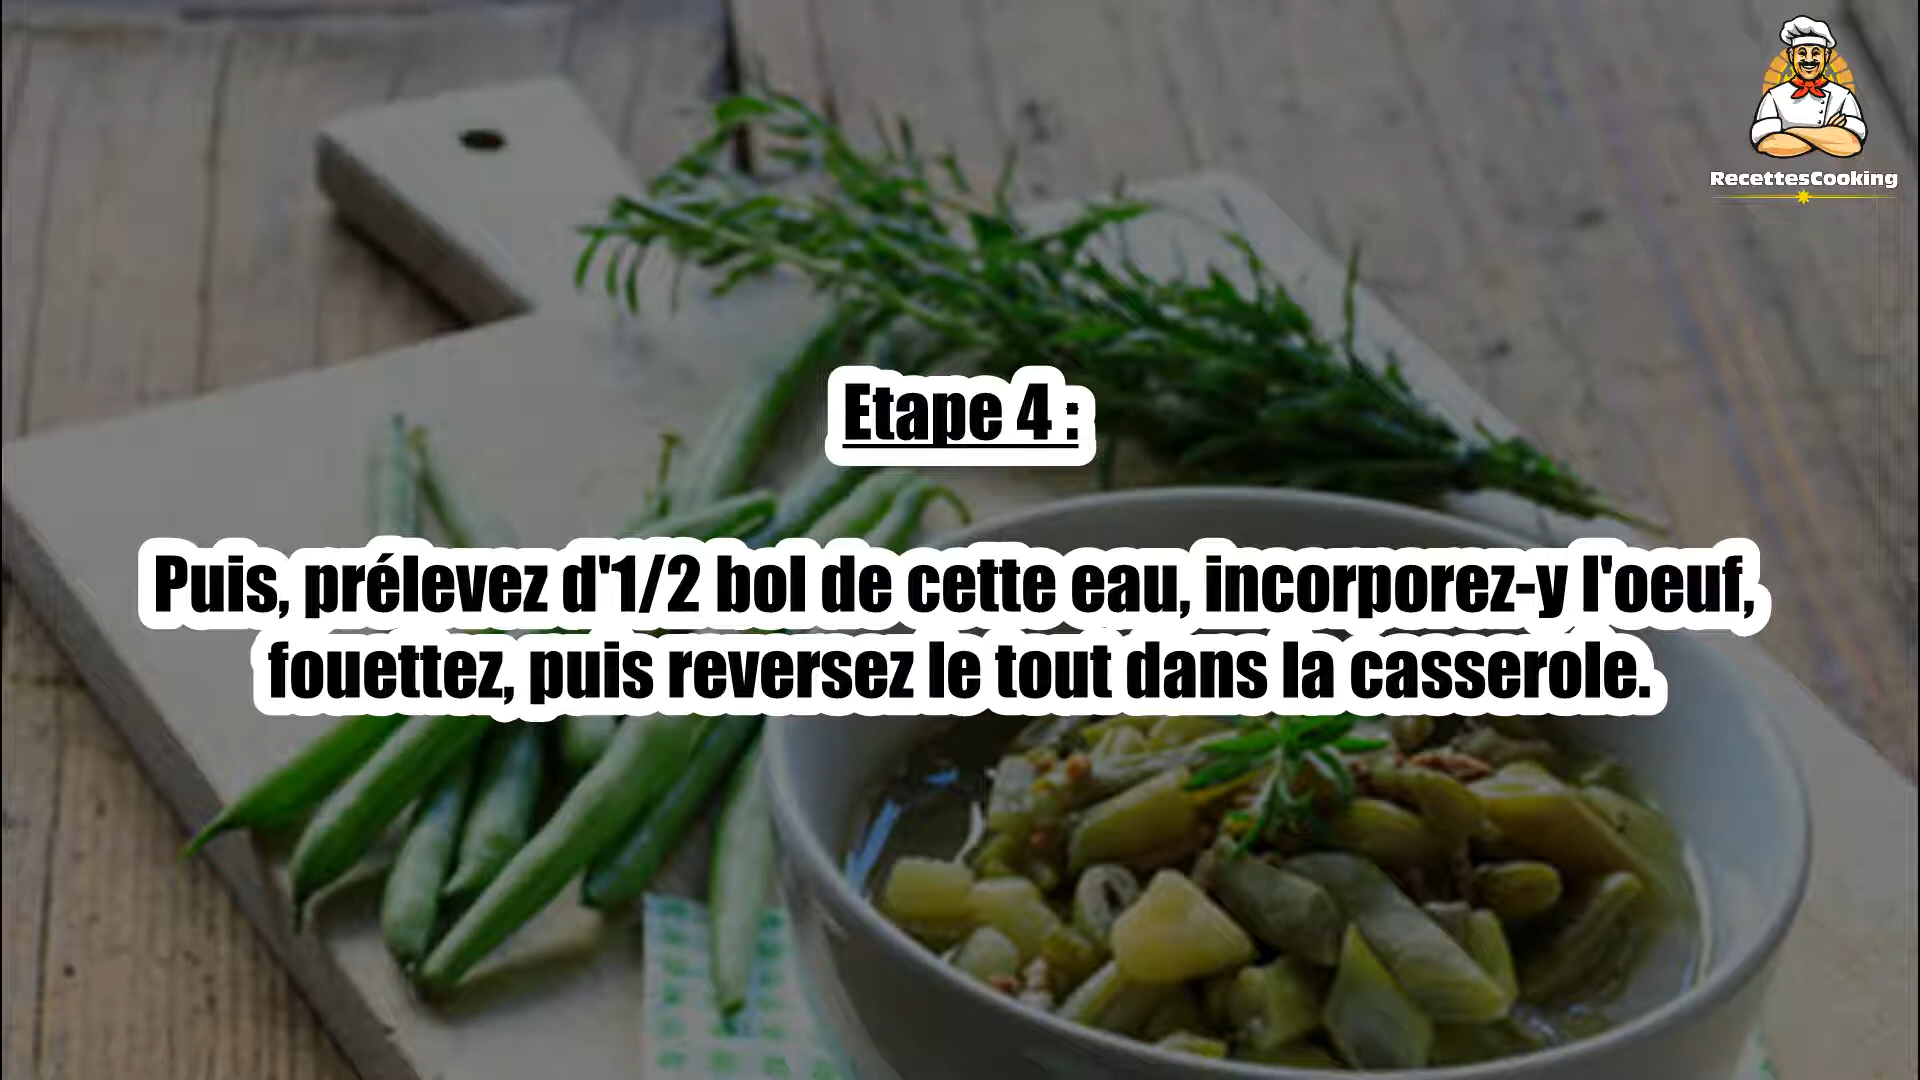 RecettesCooking
Etape 4 :
Puis, prélevez d'1/2 bol de cette eau, incorporez-y l'oeuf,
fouettez, puis reversez le tout dans la casserole.